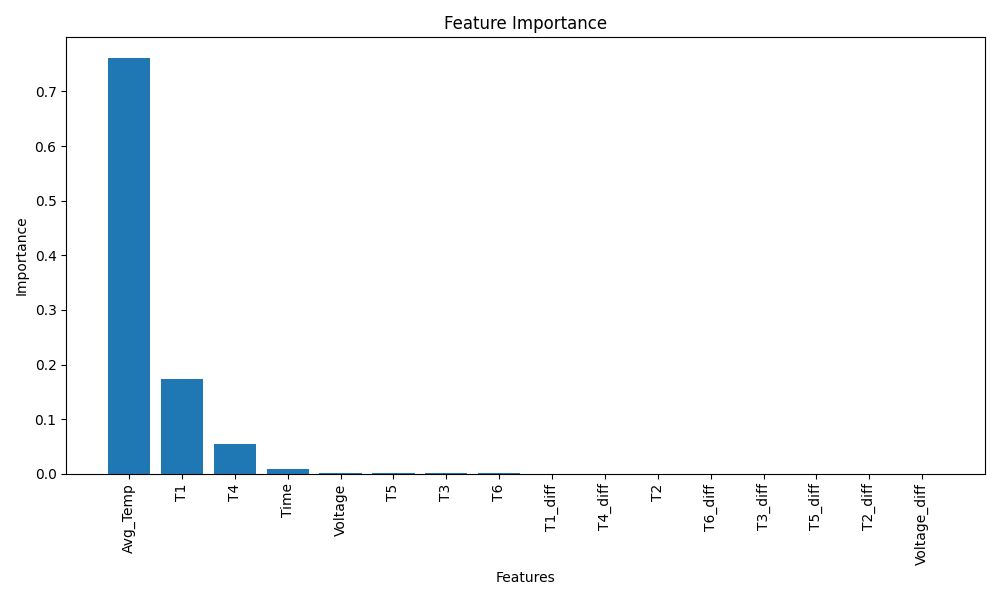 Feature Importance
Importance
0.7
0.6
0.5
0.4
0.3
0.2
0.1
0.0
Avg_Temp
T1
T4
Time
Voltage
T5
T3
T6
T1_diff
T4_diff
T2
T6_diff
T3_diff
T5_diff
T2_diff
Voltage_diff
Features